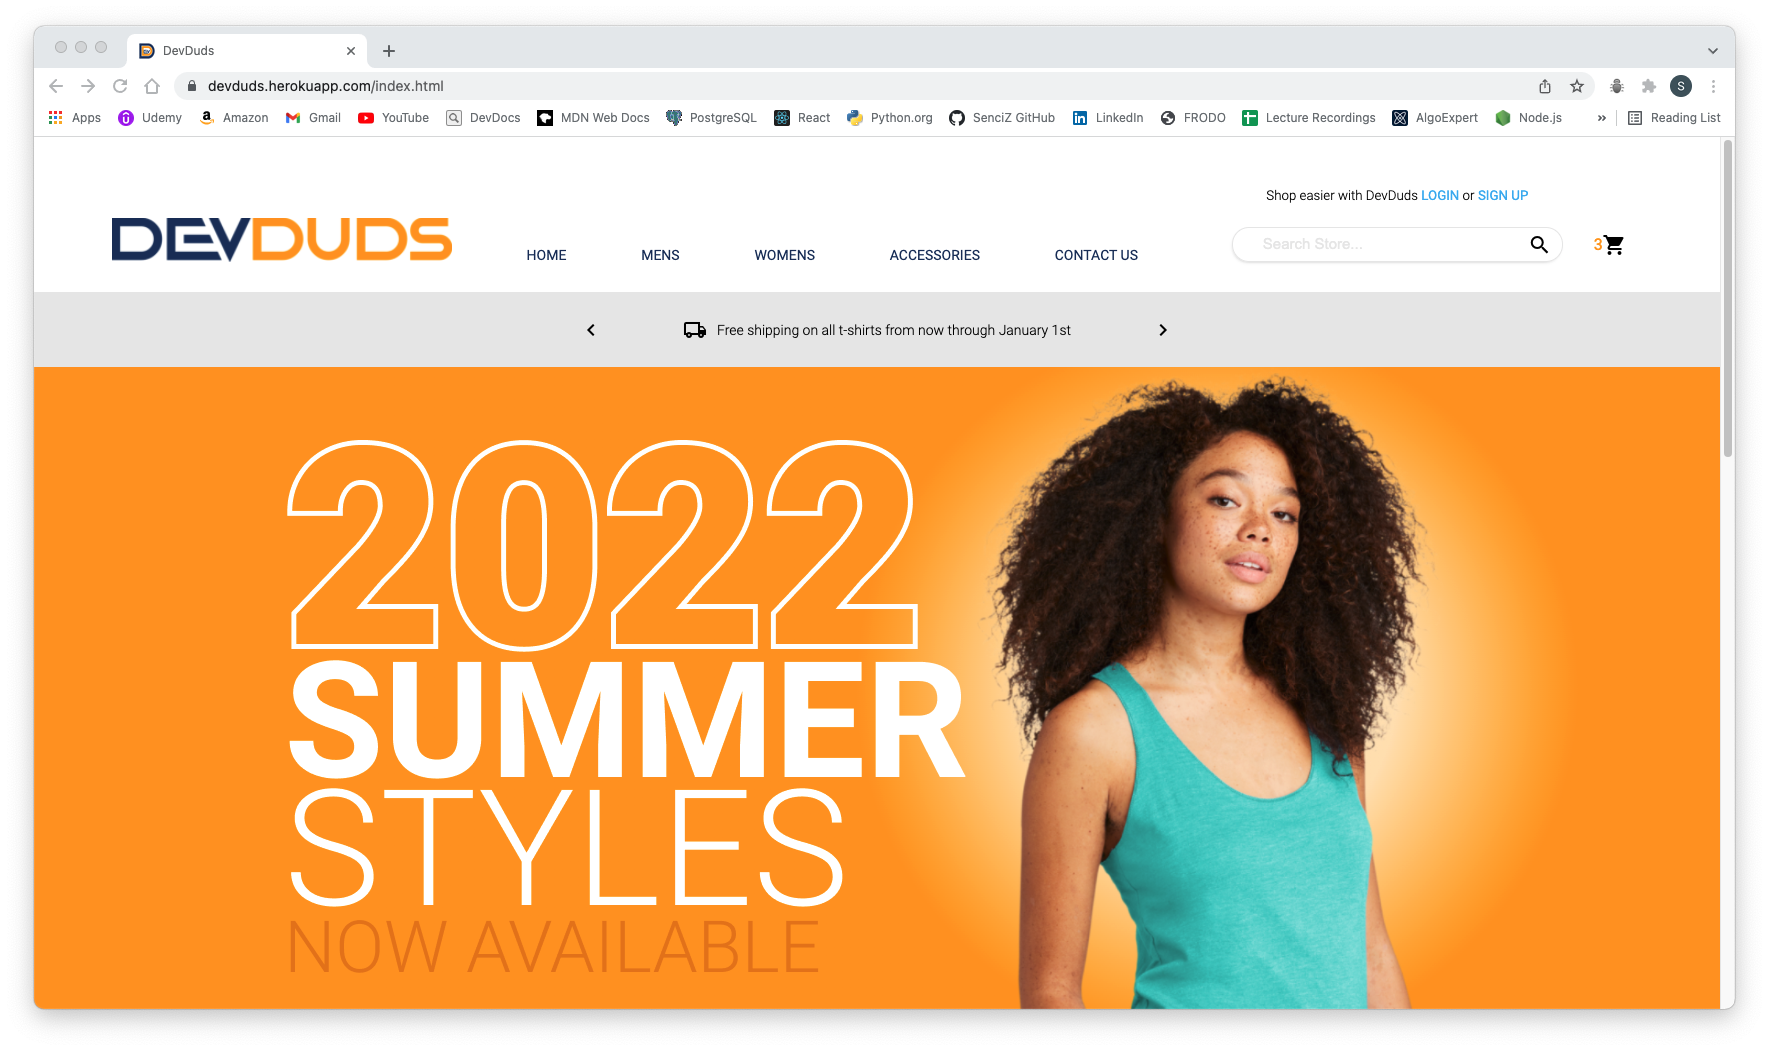 DevDuds
devduds.herokuapp.com/index.html
S
Apps Udemy Amazon Gmail YouTube DevDocs MDN Web Docs PostgreSQL React Python.org SenciZ GitHub LinkedIn FRODO Lecture Recordings AlgoExpert Node.js » Reading List
Shop easier with DevDuds LOGIN or SIGN UP
DEVDUDS
HOME MENS WOMENS ACCESSORIES CONTACT US
Search Store...
3
Free shipping on all t-shirts from now through January 1st
2022
SUMMER
STYLES
NOW AVAILABLE